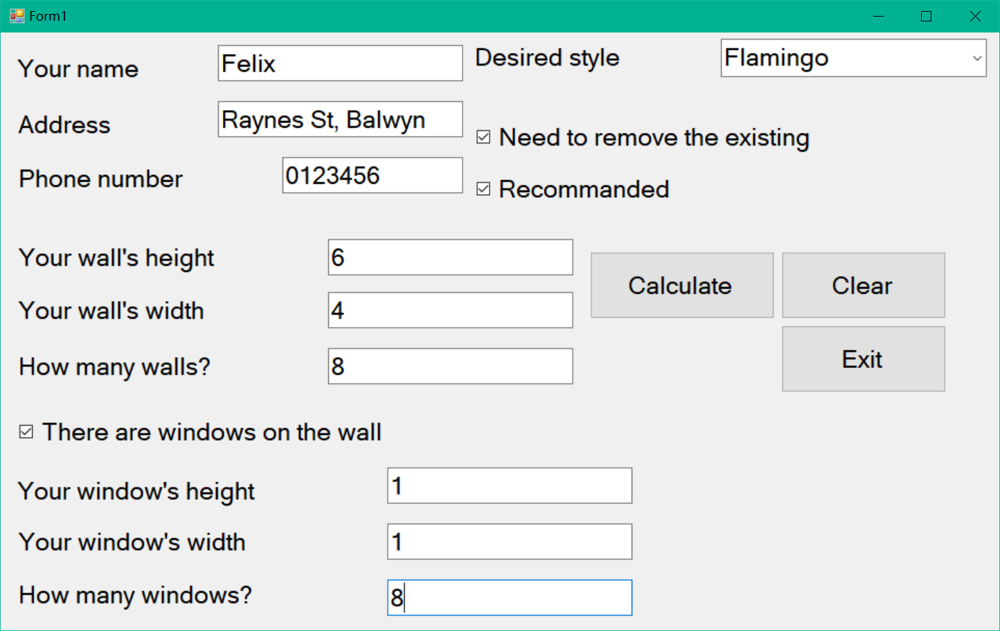 Form1
Your name Felix
Desired style Flamingo
Address Raynes St, Balwyn
Need to remove the existing
Phone number 0123456
Recommanded
Your wall's height 6
Calculate Clear
Your wall's width 4
Exit
How many walls? 8
There are windows on the wall
Your window's height 1
Your window's width 1
How many windows? 8